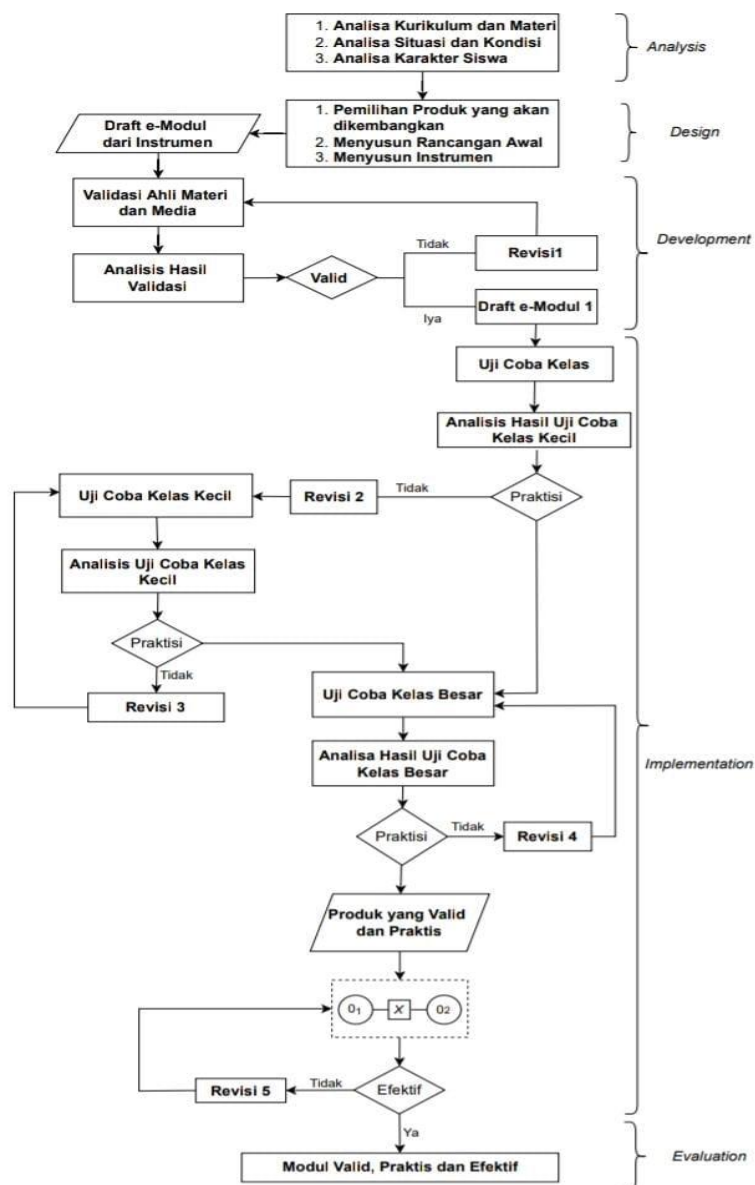 1. Analisa Kurikulum dan Materi
2. Analisa Situasi dan Kondisi
3. Analisa Karakter Siswa
Analysis
1. Pemilihan Produk yang akan
dikembangkan
2. Menyusun Rancangan Awal
3. Menyusun Instrumen
Draft e-Modul
dari Instrumen
Design
Validasi Ahli Materi
dan Media
Analisis Hasil
Validasi
Valid
Tidak
Revisi1
Iya
Draft e-Modul 1
Development
Uji Coba Kelas
Analisis Hasil Uji Coba
Kelas Kecil
Praktisi
Tidak
Revisi 2
Uji Coba Kelas Kecil
Analisis Uji Coba Kelas
Kecil
Praktisi
Tidak
Revisi 3
Uji Coba Kelas Besar
Analisa Hasil Uji Coba
Kelas Besar
Praktisi
Tidak
Revisi 4
Implementation
Produk yang Valid
dan Praktis
O1 X O2
Efektif
Tidak
Revisi 5
Ya
Modul Valid, Praktis dan Efektif
Evaluation